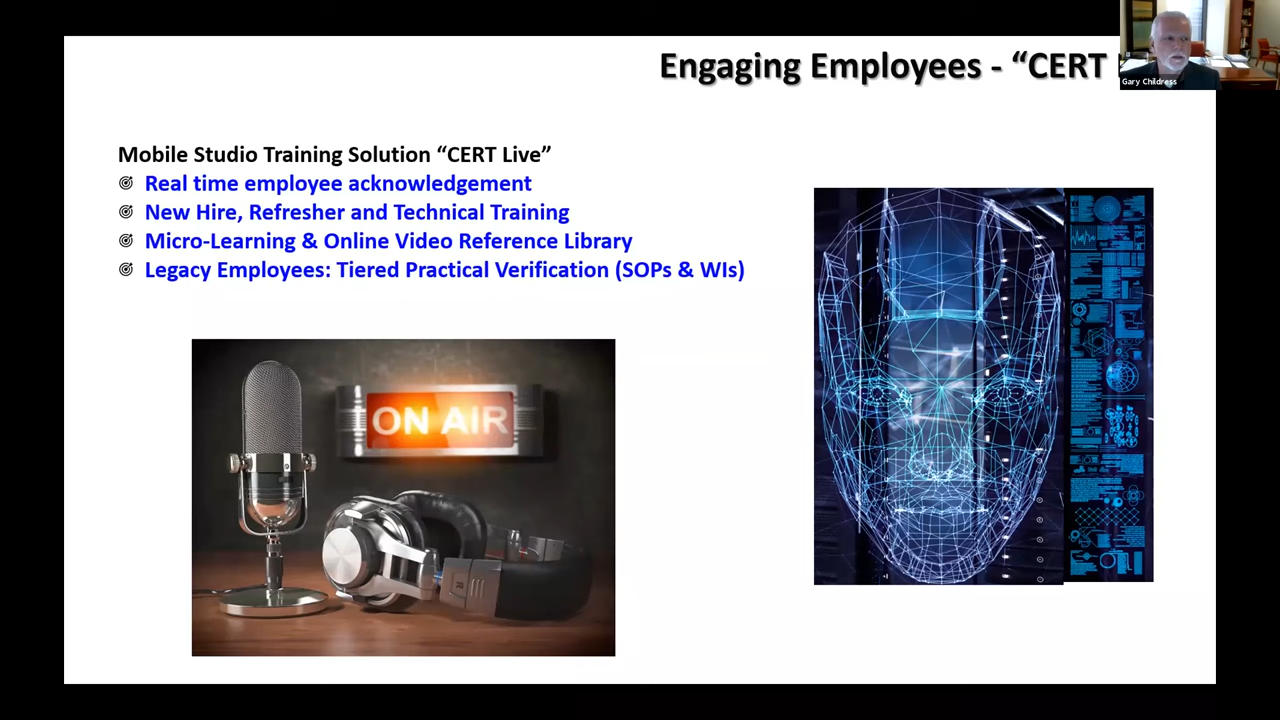 Engaging Employees - “CERT
Gary Childress
Mobile Studio Training Solution “CERT Live”
Real time employee acknowledgement
New Hire, Refresher and Technical Training
Micro-Learning & Online Video Reference Library
Legacy Employees: Tiered Practical Verification (SOPs & WIs)
ON AIR